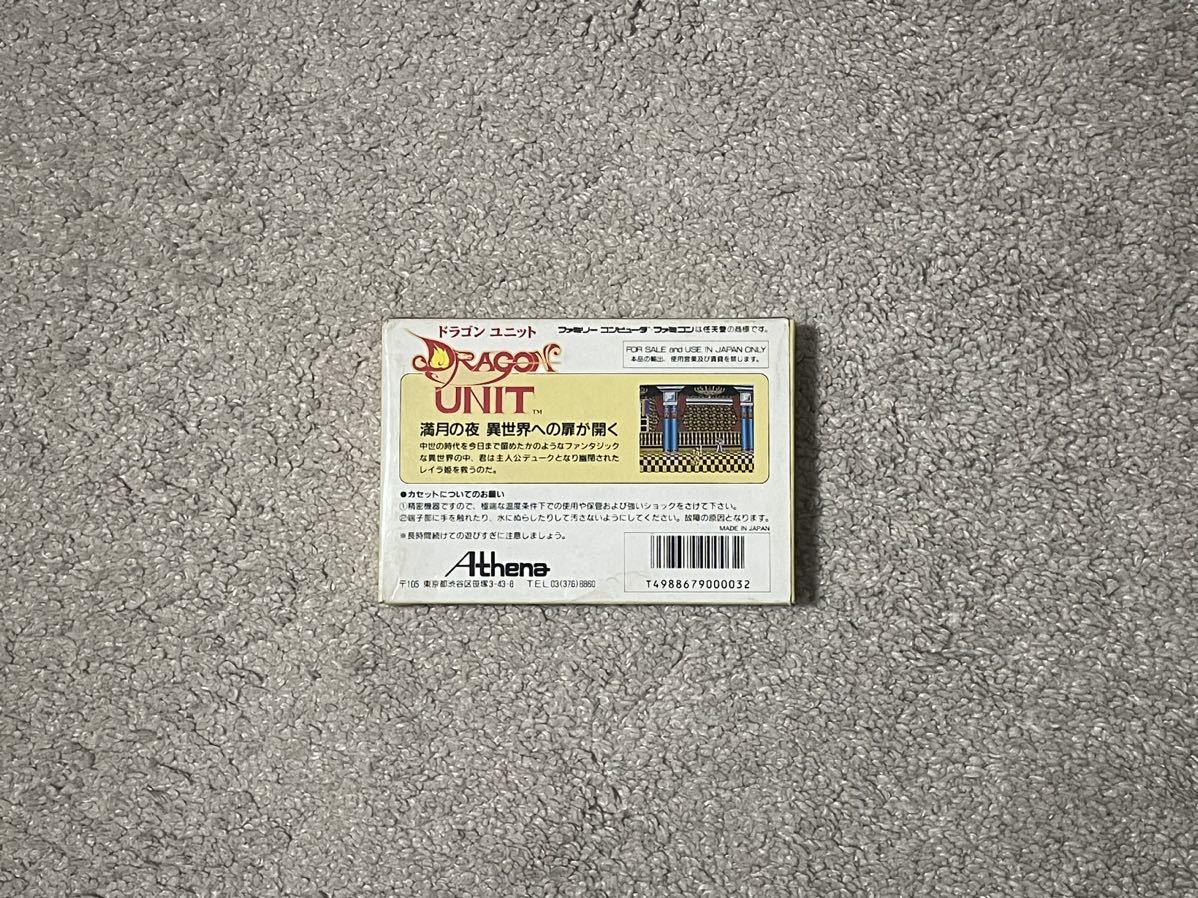 ドラゴン ユニット
DRAGON
UNIT™
ファミリーコンピュータ ファミコンは任天堂の商標です。
FOR SALE and USE IN JAPAN ONLY
本品の輸出、使用営業及び賃貸を禁じます。
満月の夜 異世界への扉が開く
中世の時代を今日まで留めたかのようなファンタジック
な異世界の中、君は主人公デュークとなり幽閉された
レイラ姫を救うのだ。
●カセットについてのお願い
①精密機器ですので、極端な温度条件下での使用や保管および強いショックをさけて下さい。
②端子部に手を触れたり、水にぬらしたりして汚さないようにしてください。故障の原因となります。
MADE IN JAPAN
※長時間続けての遊びすぎに注意しましょう。
Athena
〒105 東京都渋谷区笹塚3-43-8 TEL 03(376)8860
T4988679000032